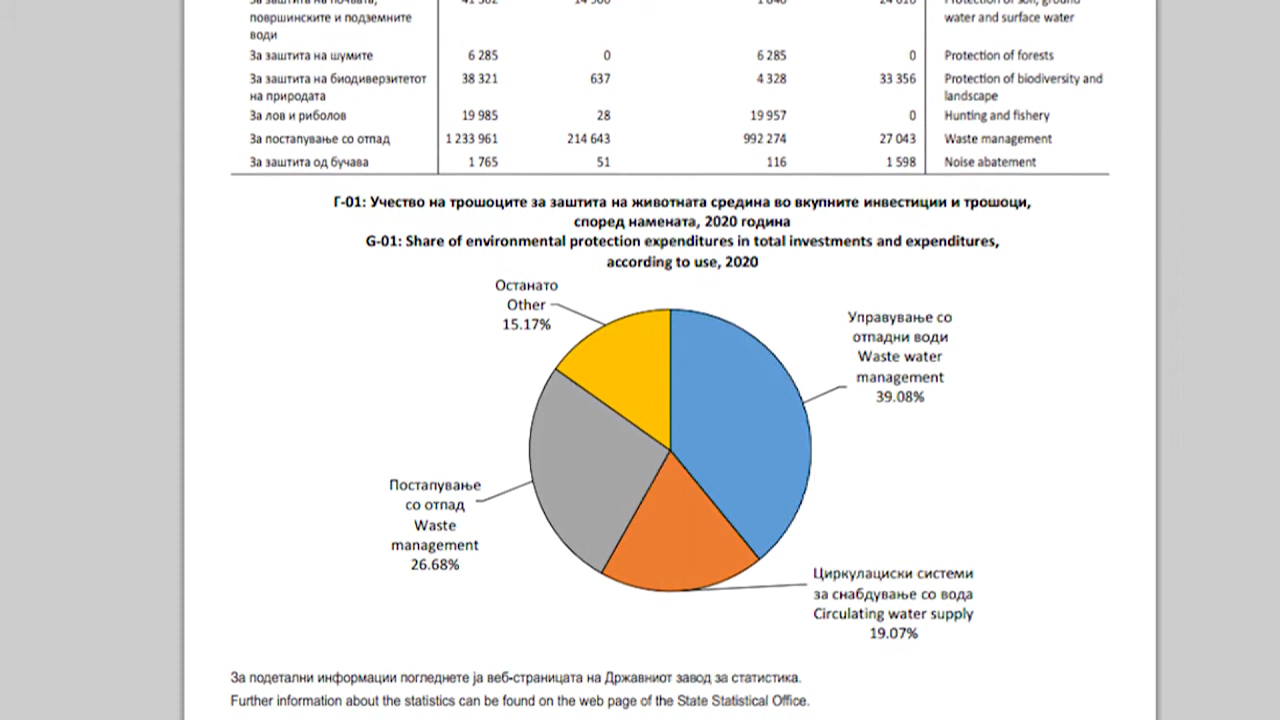 површинските и подземните water and surface water
води
За заштита на шумите 6 285 0 6 285 0 Protection of forests
За заштита на биодиверзитетот 38 321 637 4 328 33 356 Protection of biodiversity and
на природата landscape
За лов и риболов 19 985 28 19 957 0 Hunting and fishery
За постапување со отпад 1 233 961 214 643 992 274 27 043 Waste management
За заштита од бучава 1 765 51 116 1 598 Noise abatement
Г-01: Учество на трошоците за заштита на животната средина во вкупните инвестиции и трошоци,
според намената, 2020 година
G-01: Share of environmental protection expenditures in total investments and expenditures,
according to use, 2020
Останато
Other
15.17%
Управување со
отпадни води
Waste water
management
39.08%
Постапување
со отпад
Waste
management
26.68%
Циркулациски системи
за снабдување со вода
Circulating water supply
19.07%
За подетални информации погледнете ја веб-страницата на Државниот завод за статистика.
Further information about the statistics can be found on the web page of the State Statistical Office.